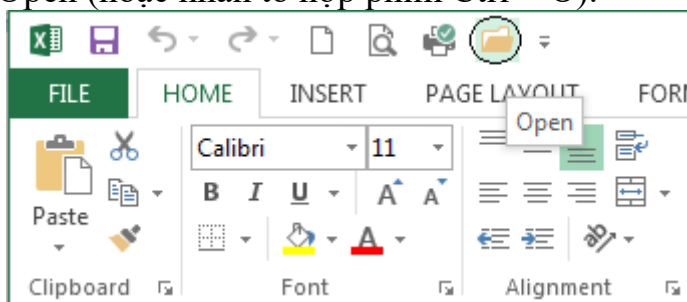 Open (hoặc nhấn tổ hợp phím Ctrl + O).
FILE HOME INSERT PAGE LAYOUT
Open
Calibri 11
B I U A A
Paste
A
Clipboard Font Alignment